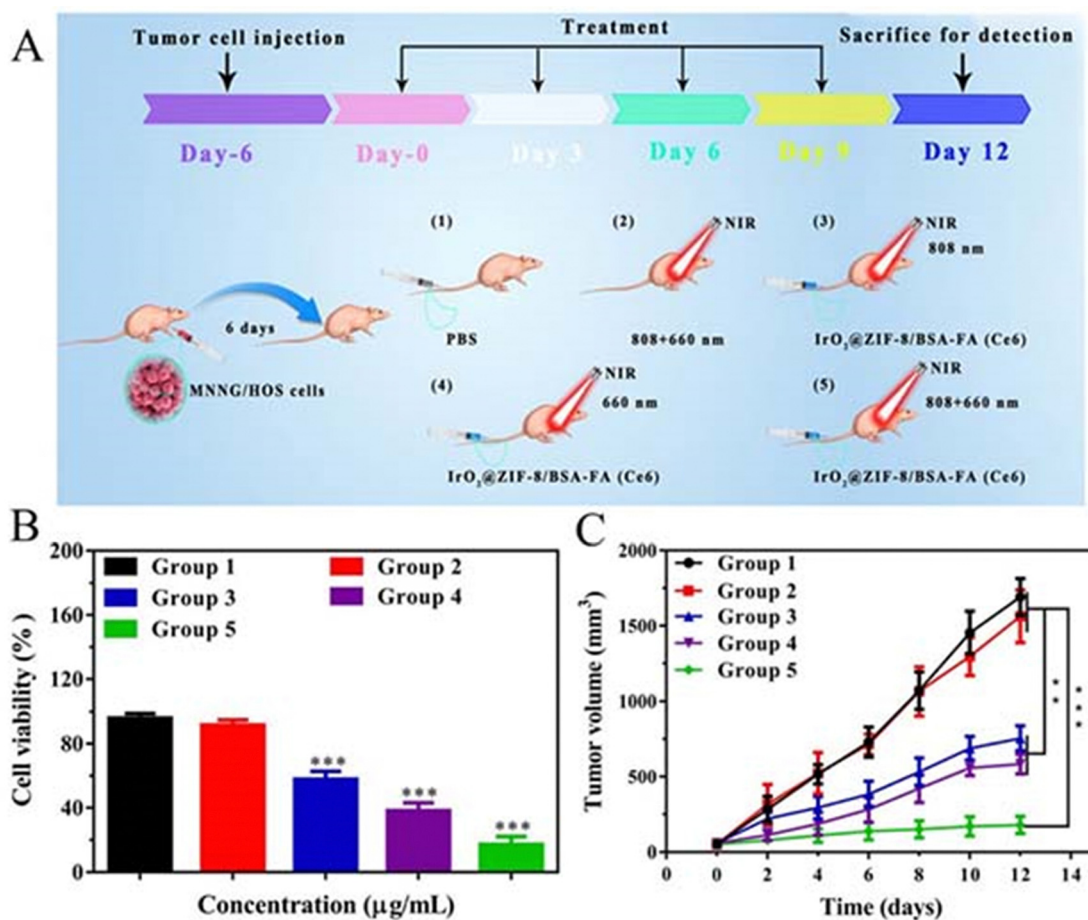 A
Tumor cell injection
Treatment
Sacrifice for detection
Day-6
Day-0
Day 3
Day 6
Day 9
Day 12
(1)
(2)
(3)
NIR
NIR
808 nm
6 days
PBS
808+660 nm
IrO2@ZIF-8/BSA-FA (Ce6)
MNNG/HOS cells
(4)
(5)
NIR
NIR
660 nm
808+660 nm
IrO2@ZIF-8/BSA-FA (Ce6)
IrO2@ZIF-8/BSA-FA (Ce6)
B
200
160
120
80
40
0
Cell viability (%)
Group 1
Group 2
Group 3
Group 4
Group 5
***
***
***
Concentration (μg/mL)
C
2000
1500
1000
500
0
Tumor volume (mm³)
Group 1
Group 2
Group 3
Group 4
Group 5
**
***
0 2 4 6 8 10 12 14
Time (days)